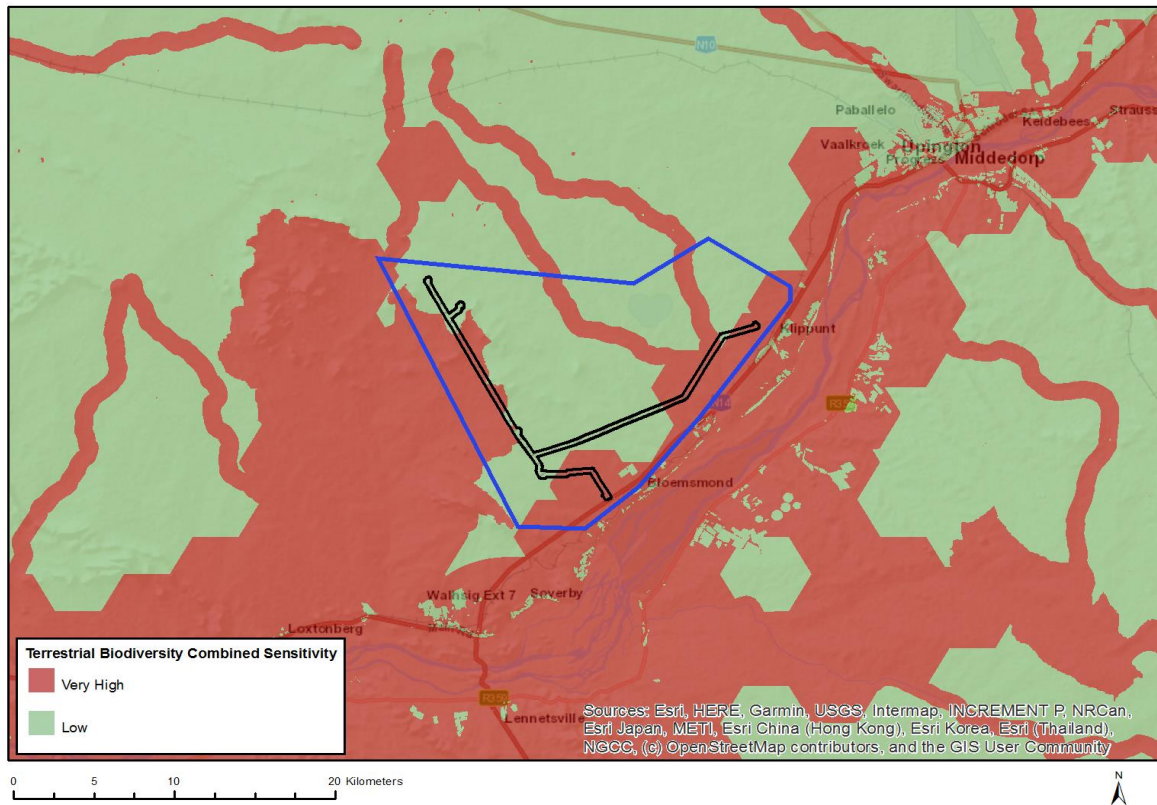 N10
Paballelo
Strauss
Keidebees
Vaalkroek
Upington
Progress
Middedorp
Klippunt
N14
Bloemsmond
Walhsig Ext 7
Soverby
Loxtonberg
R359
Lennetsville
Terrestrial Biodiversity Combined Sensitivity
Very High
Low
Sources: Esri, HERE, Garmin, USGS, Intermap, INCREMENT P, NRCan,
Esri Japan, METI, Esri China (Hong Kong), Esri Korea, Esri (Thailand),
NGCC, (c) OpenStreetMap contributors, and the GIS User Community
0 5 10 20 Kilometers
N